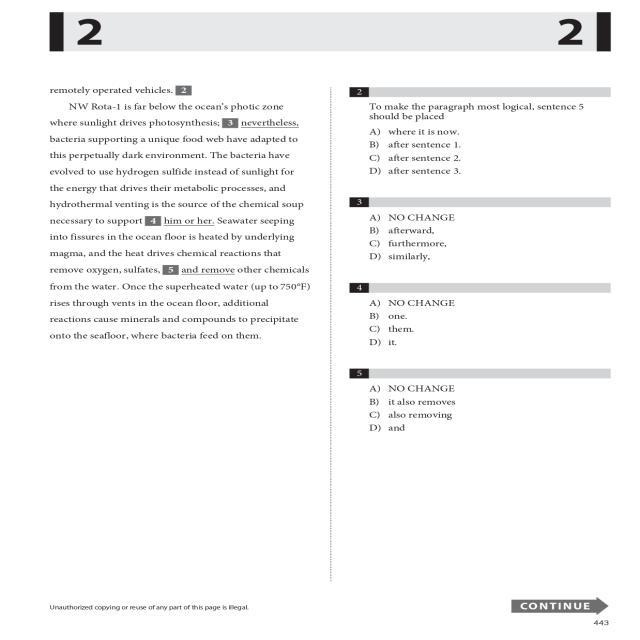 2 2
remotely operated vehicles. 2
NW Rota-1 is far below the ocean's photic zone
where sunlight drives photosynthesis; 3 nevertheless,
bacteria supporting a unique food web have adapted to
this perpetually dark environment. The bacteria have
evolved to use hydrogen sulfide instead of sunlight for
the energy that drives their metabolic processes, and
hydrothermal venting is the source of the chemical soup
necessary to support 4 him or her. Seawater seeping
into fissures in the ocean floor is heated by underlying
magma, and the heat drives chemical reactions that
remove oxygen, sulfates, 5 and remove other chemicals
from the water. Once the superheated water (up to 750°F)
rises through vents in the ocean floor, additional
reactions cause minerals and compounds to precipitate
onto the seafloor, where bacteria feed on them.
2
To make the paragraph most logical, sentence 5
should be placed
A) where it is now.
B) after sentence 1.
C) after sentence 2.
D) after sentence 3.
3
A) NO CHANGE
B) afterward,
C) furthermore,
D) similarly,
4
A) NO CHANGE
B) one.
C) them.
D) it.
5
A) NO CHANGE
B) it also removes
C) also removing
D) and
Unauthorized copying or reuse of any part of this page is illegal.
CONTINUE
443